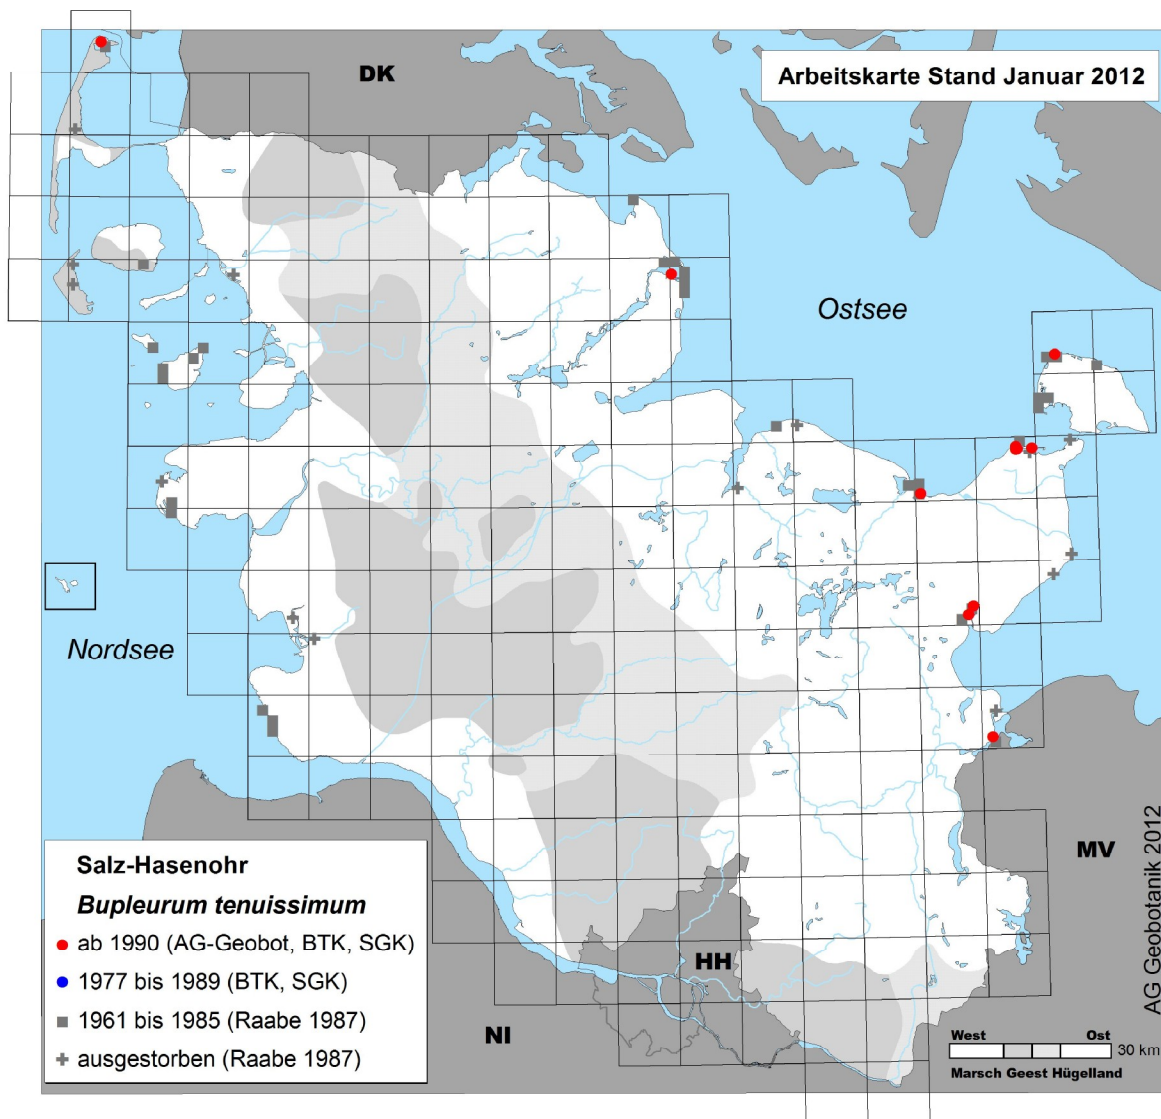 DK
Arbeitskarte Stand Januar 2012
Ostsee
Nordsee
Salz-Hasenohr
Bupleurum tenuissimum
ab 1990 (AG-Geobot, BTK, SGK)
1977 bis 1989 (BTK, SGK)
1961 bis 1985 (Raabe 1987)
ausgestorben (Raabe 1987)
NI
HH
MV
West Ost
30 km
Marsch Geest Hügelland
AG Geobotanik 2012